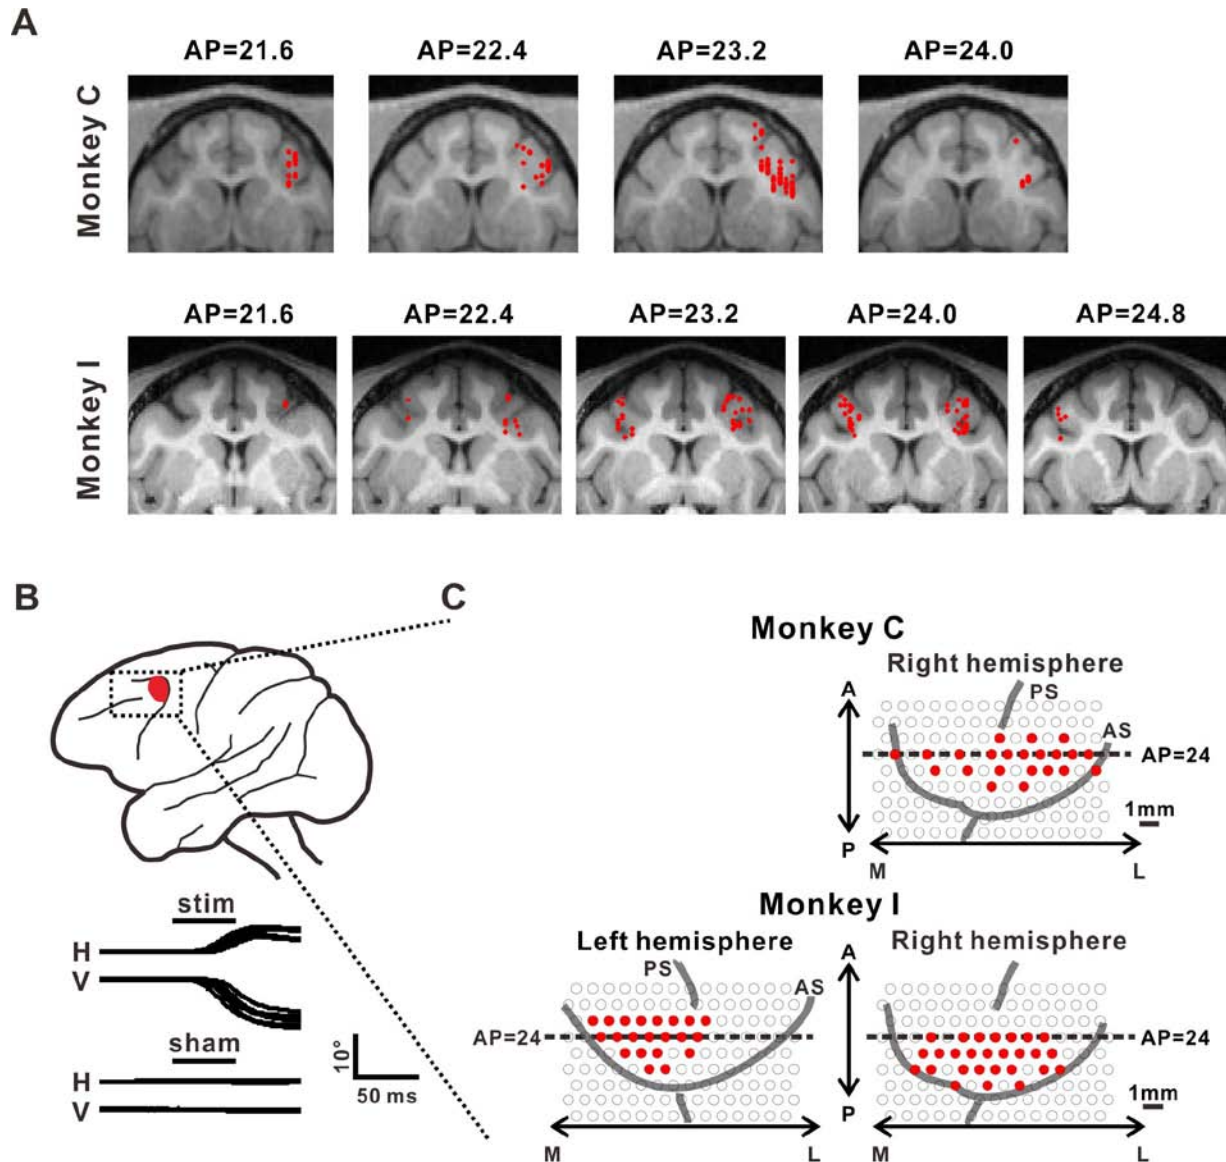 A
AP=21.6 AP=22.4 AP=23.2 AP=24.0
Monkey C
AP=21.6 AP=22.4 AP=23.2 AP=24.0 AP=24.8
Monkey I
B
C
Monkey C
Right hemisphere
A
PS
AS
AP=24
1mm
P
M L
stim
H
V
sham
H
V
10°
50 ms
Monkey I
Left hemisphere Right hemisphere
A
PS
AS
AP=24 AP=24
1mm
P
M L M L